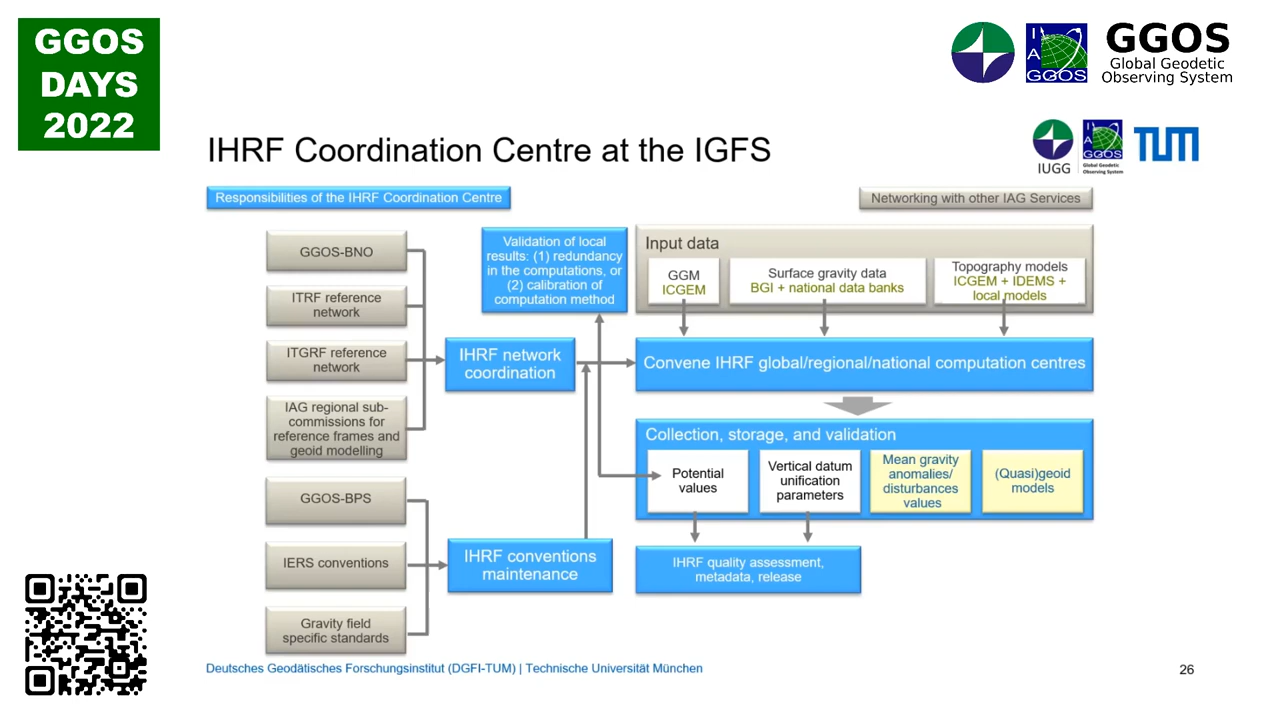 GGOS
DAYS
2022
I
A
GGOS
GGOS
Global Geodetic
Observing System
IHRF Coordination Centre at the IGFS
IUGG
I
A
GGOS
Global Geodetic
Observing System
TUM
Responsibilities of the IHRF Coordination Centre
Networking with other IAG Services
GGOS-BNO
ITRF reference
network
ITGRF reference
network
IAG regional sub-
commissions for
reference frames and
geoid modelling
GGOS-BPS
IERS conventions
Gravity field
specific standards
IHRF network
coordination
IHRF conventions
maintenance
Validation of local
results: (1) redundancy
in the computations, or
(2) calibration of
computation method
Input data
GGM
ICGEM
Surface gravity data
BGI + national data banks
Topography models
ICGEM + IDEMS +
local models
Convene IHRF global/regional/national computation centres
Collection, storage, and validation
Potential
values
Vertical datum
unification
parameters
Mean gravity
anomalies/
disturbances
values
(Quasi)geoid
models
IHRF quality assessment,
metadata, release
Deutsches Geodätisches Forschungsinstitut (DGFI-TUM) | Technische Universität München
26